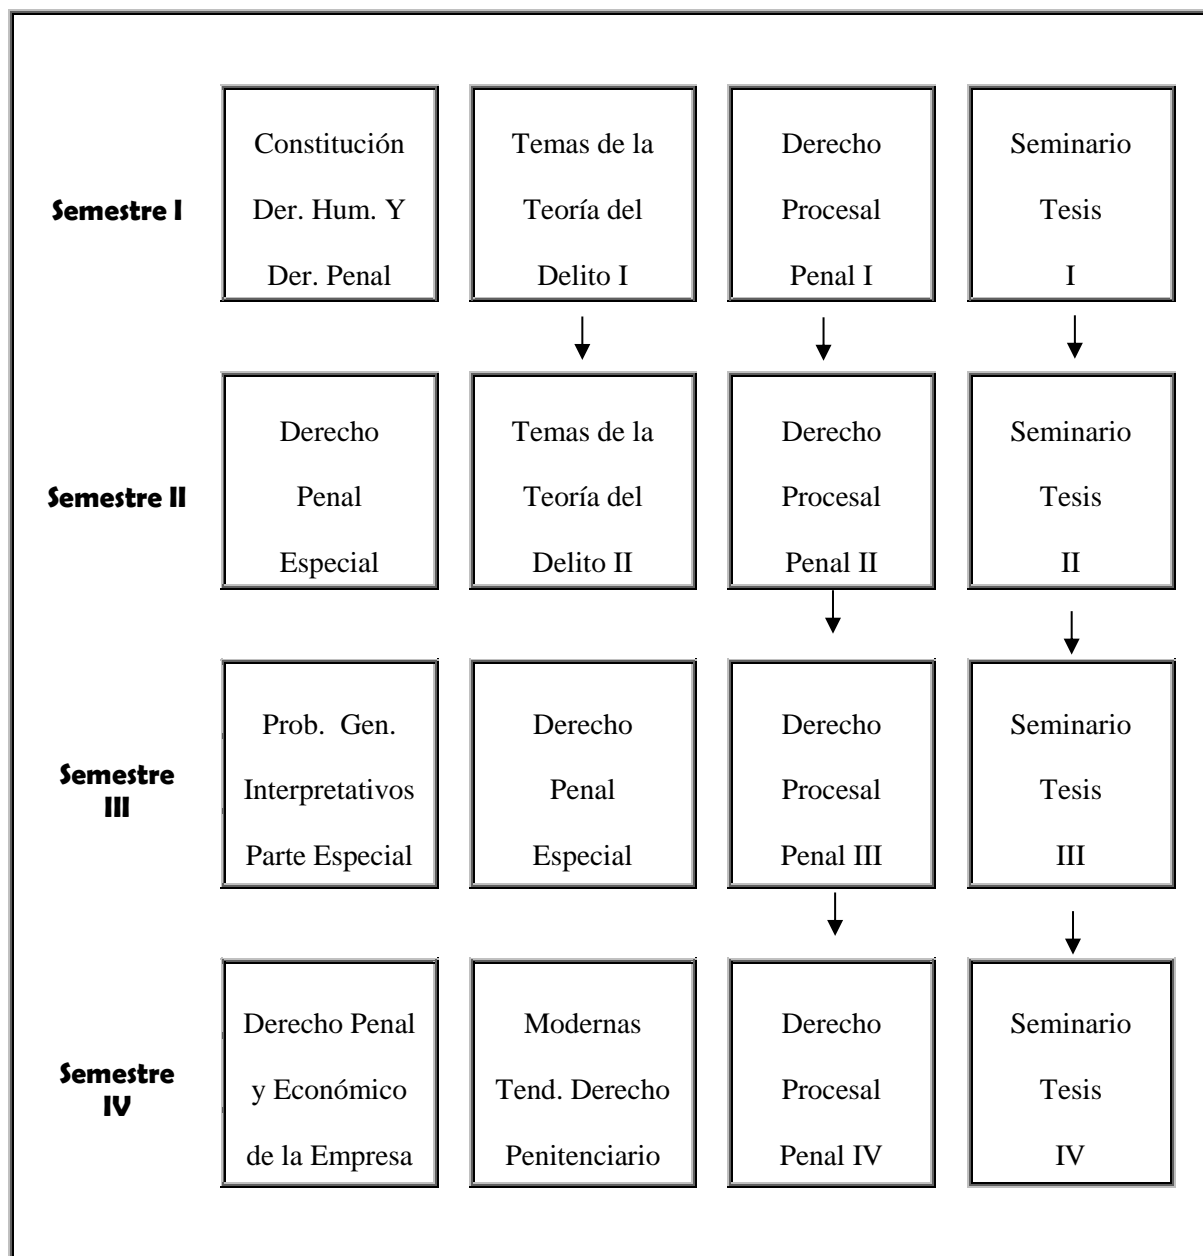 Semestre I
Constitución
Der. Hum. Y
Der. Penal
Temas de la
Teoría del
Delito I
Derecho
Procesal
Penal I
Seminario
Tesis
I
Semestre II
Derecho
Penal
Especial
Temas de la
Teoría del
Delito II
Derecho
Procesal
Penal II
Seminario
Tesis
II
Semestre
III
Prob. Gen.
Interpretativos
Parte Especial
Derecho
Penal
Especial
Derecho
Procesal
Penal III
Seminario
Tesis
III
Semestre
IV
Derecho Penal
y Económico
de la Empresa
Modernas
Tend. Derecho
Penitenciario
Derecho
Procesal
Penal IV
Seminario
Tesis
IV